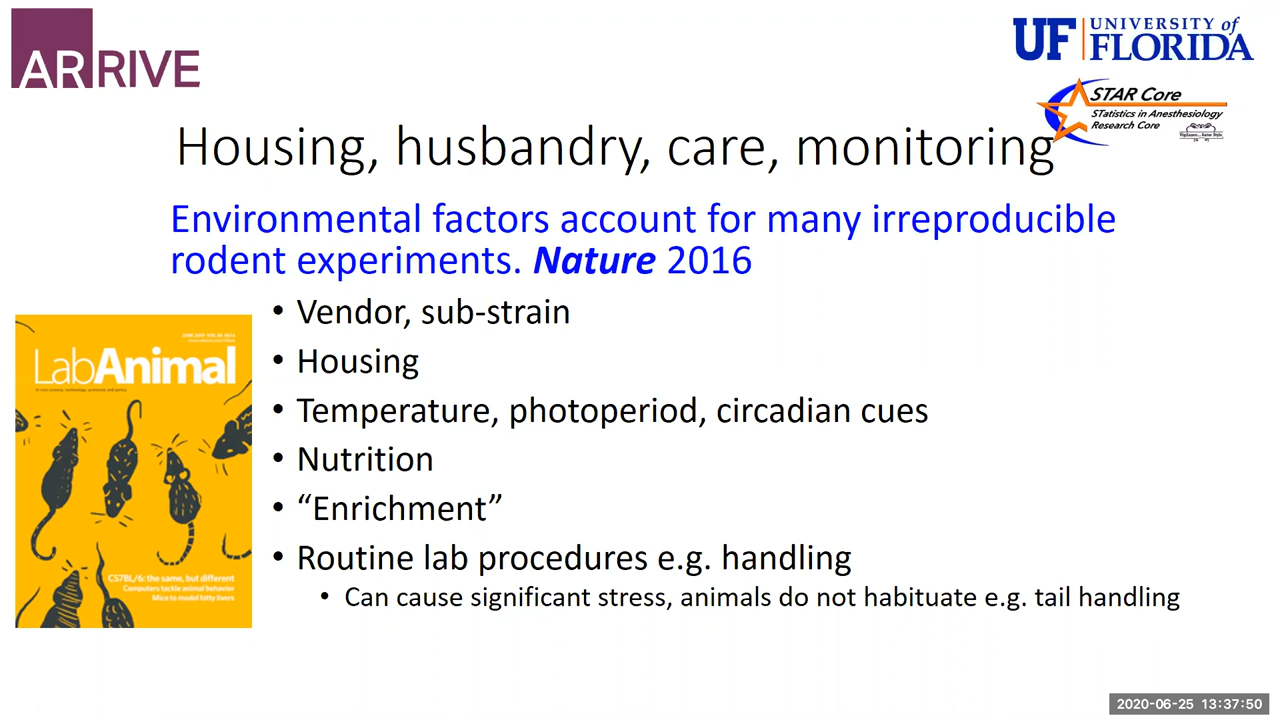 ARRIVE
UNIVERSITY of
UF FLORIDA
STAR Core
STatistics in Anesthesiology
Research Core
Housing, husbandry, care, monitoring
Environmental factors account for many irreproducible
rodent experiments. Nature 2016
• Vendor, sub-strain
• Housing
• Temperature, photoperiod, circadian cues
• Nutrition
• “Enrichment”
• Routine lab procedures e.g. handling
• Can cause significant stress, animals do not habituate e.g. tail handling
LabAnimal
C57BL/6: the same, but different
Computers tackle animal behavior
Mice to model fatty livers
2020-06-25 13:37:50